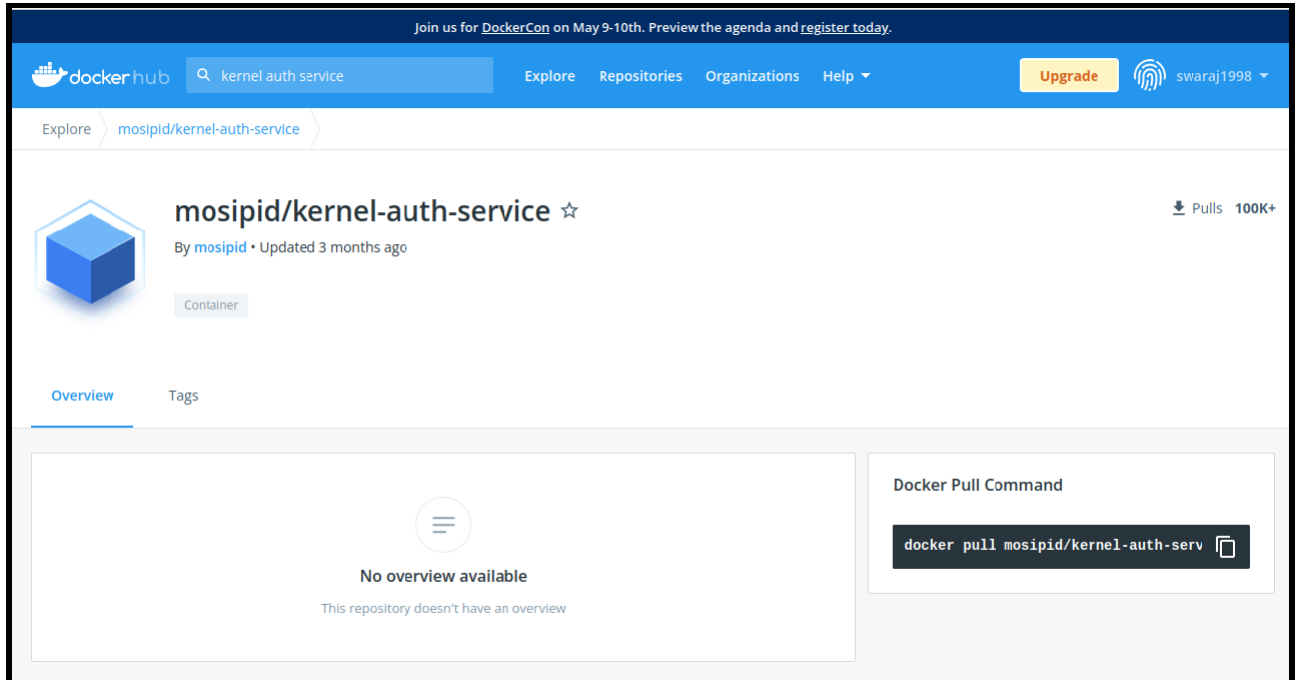 Join us for DockerCon on May 9-10th. Preview the agenda and register today.
dockerhub
kernel auth service
Explore
Repositories
Organizations
Help
Upgrade
swaraj1998
Explore
mosipid/kernel-auth-service
mosipid/kernel-auth-service
Pulls 100K+
By mosipid • Updated 3 months ago
Container
Overview
Tags
Docker Pull Command
docker pull mosipid/kernel-auth-serv
No overview available
This repository doesn't have an overview